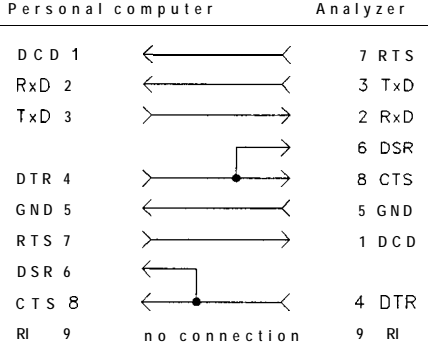 Personal computer Analyzer
DCD 1 7 RTS
RxD 2 3 TxD
TxD 3 2 RxD
6 DSR
DTR 4 8 CTS
GND 5 5 GND
RTS 7 1 DCD
DSR 6
CTS 8 4 DTR
RI 9 no connection 9 RI